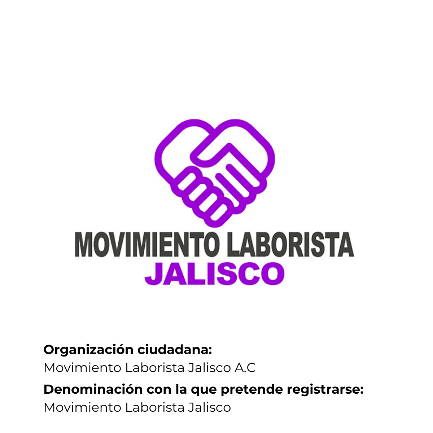 MOVIMIENTO LABORISTA
JALISCO
Organización ciudadana:
Movimiento Laborista Jalisco A.C
Denominación con la que pretende registrarse:
Movimiento Laborista Jalisco